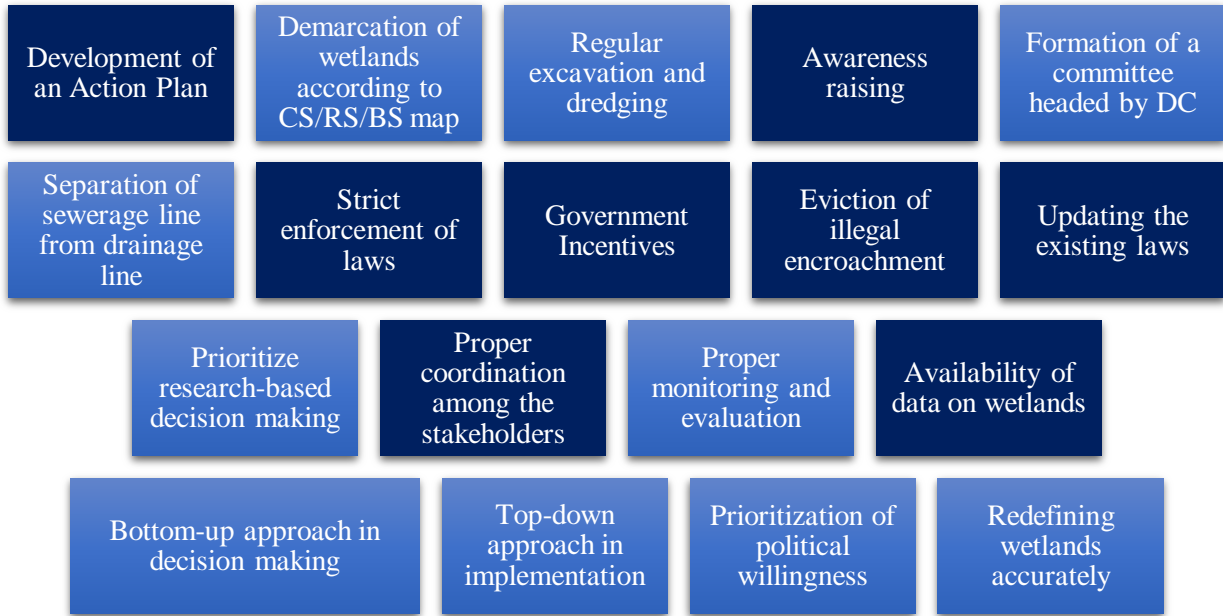 Development of
an Action Plan
Demarcation of
wetlands
according to
CS/RS/BS map
Regular
excavation and
dredging
Awareness
raising
Formation of a
committee
headed by DC
Separation of
sewerage line
from drainage
line
Strict
enforcement of
laws
Government
Incentives
Eviction of
illegal
encroachment
Updating the
existing laws
Prioritize
research-based
decision making
Proper
coordination
among the
stakeholders
Proper
monitoring and
evaluation
Availability of
data on wetlands
Bottom-up approach in
decision making
Top-down
approach in
implementation
Prioritization of
political
willingness
Redefining
wetlands
accurately